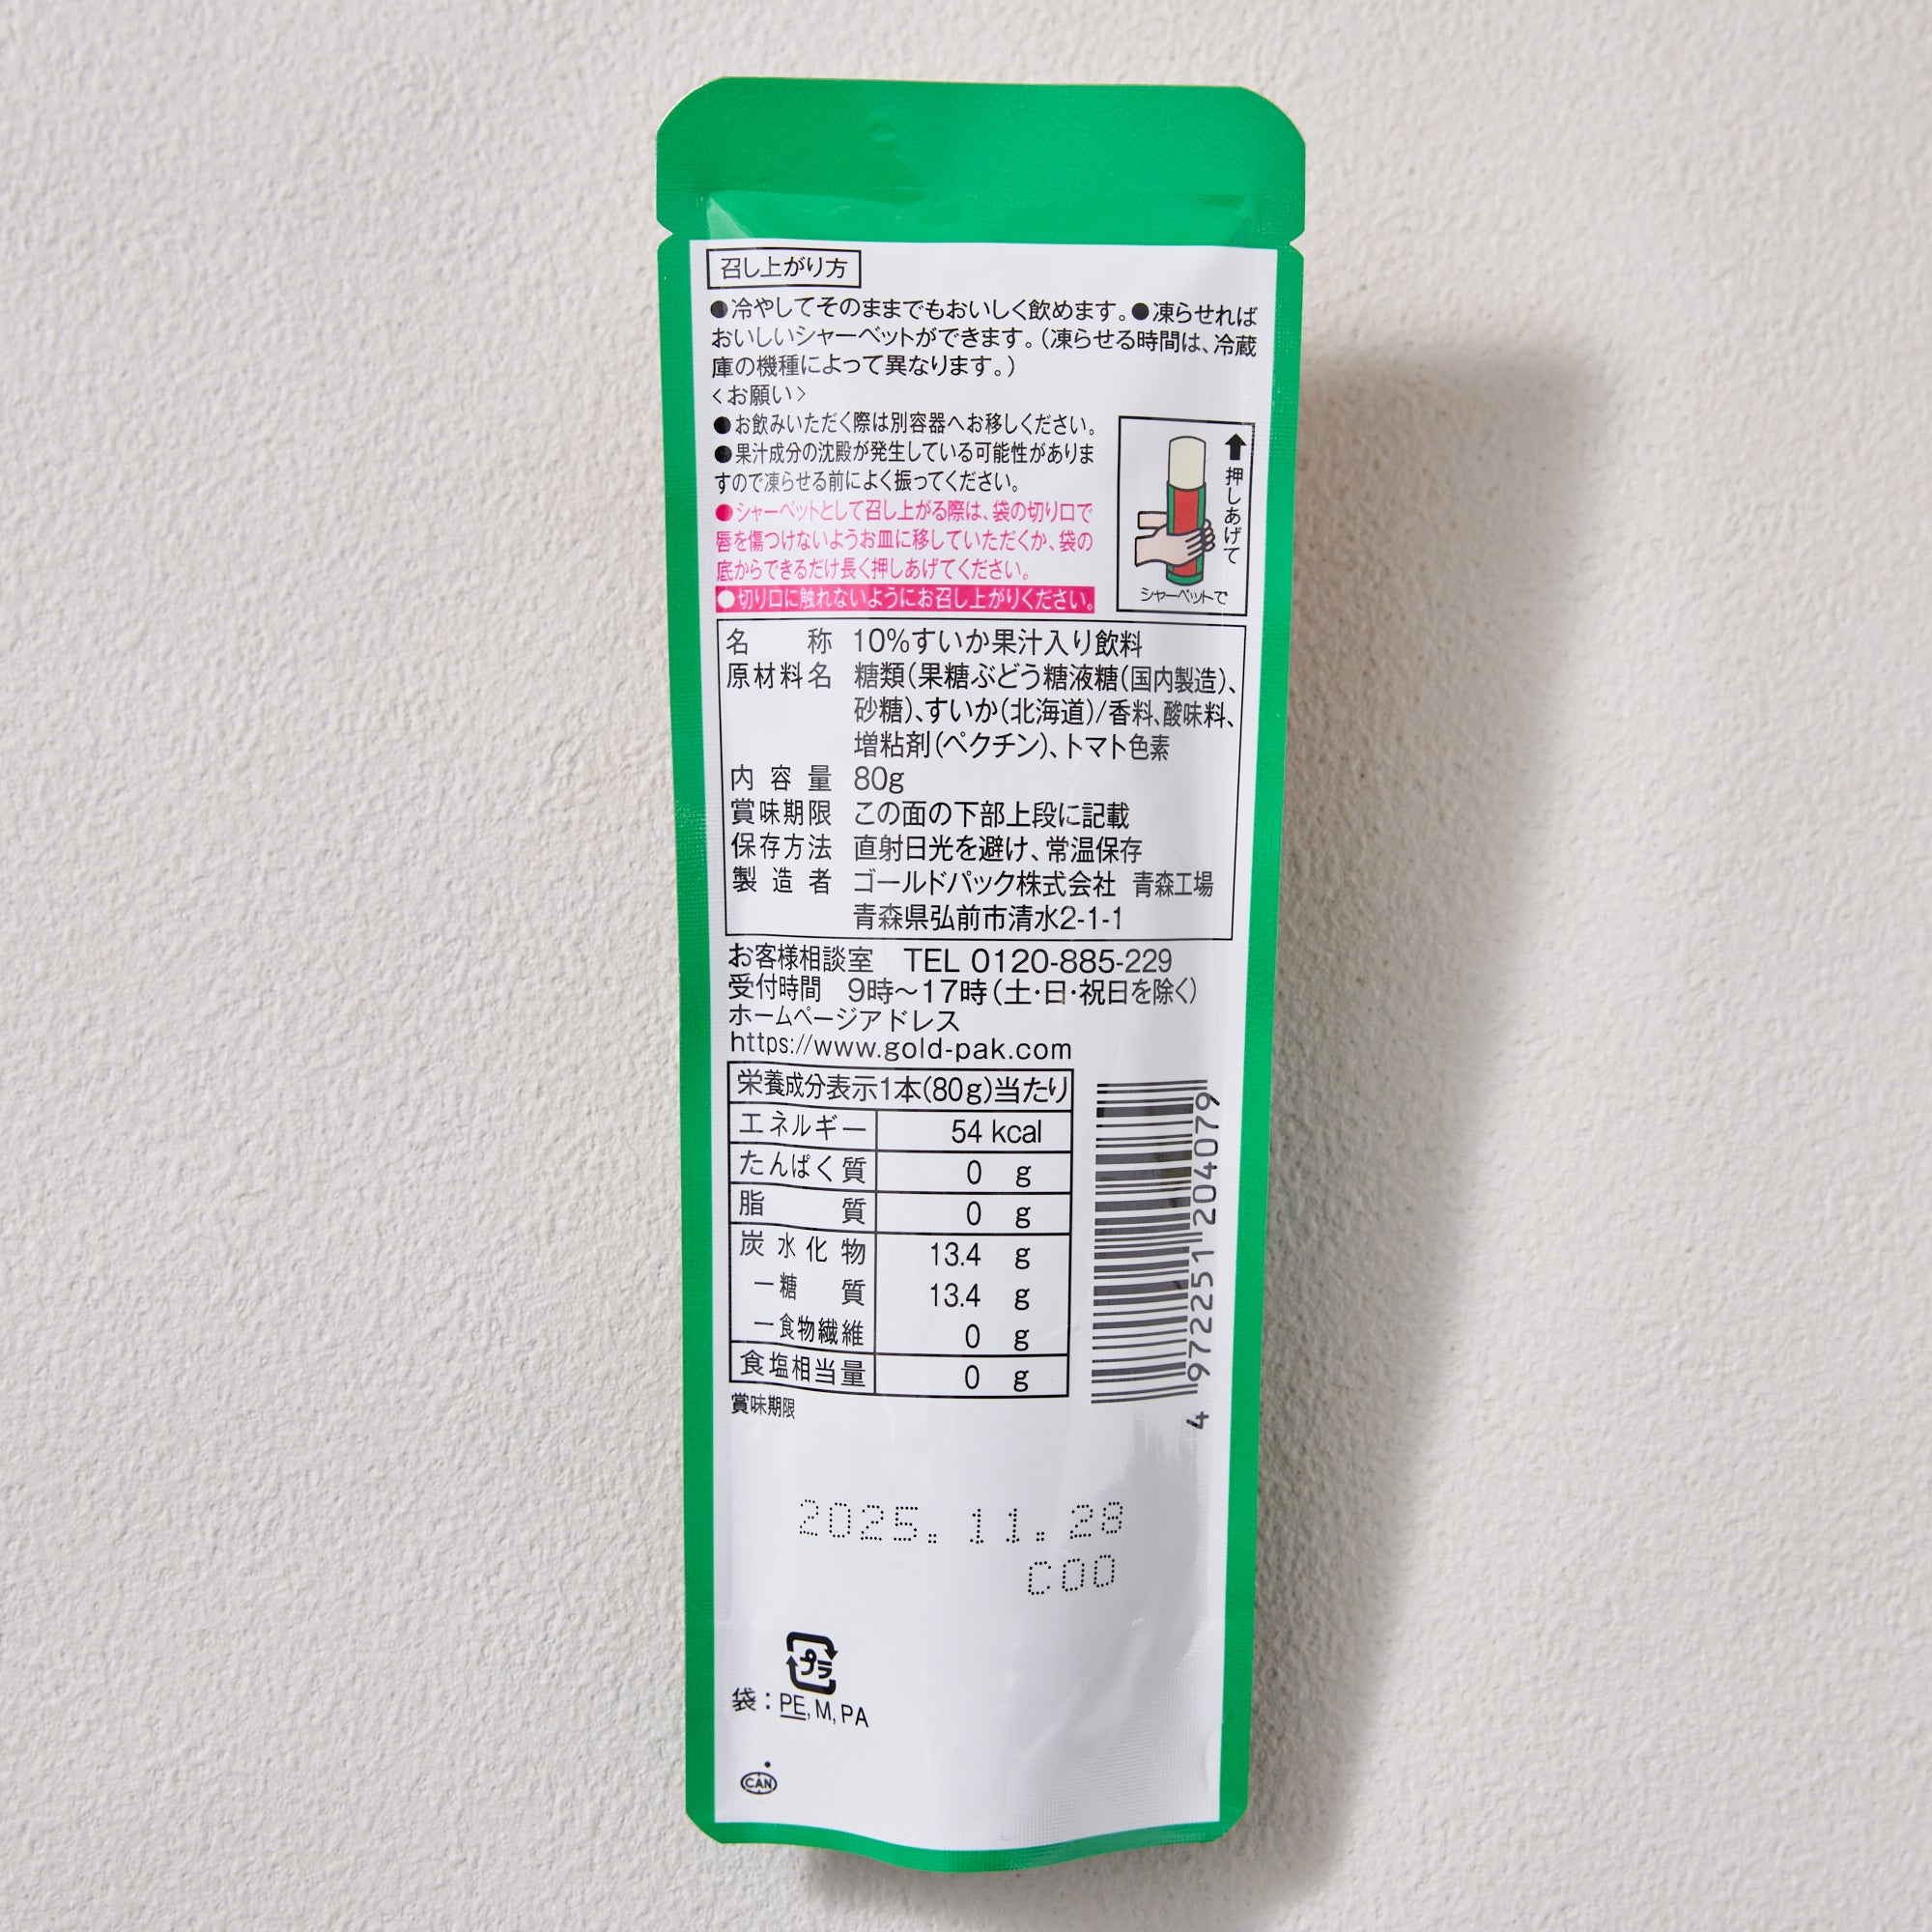 召し上がり方
●冷やしてそのままでもおいしく飲めます。●凍らせれば
おいしいシャーベットができます。(凍らせる時間は、冷蔵
庫の機種によって異なります。)
<お願い>
●お飲みいただく際は別容器へお移しください。
●果汁成分の沈殿が発生している可能性がありま
すので凍らせる前によく振ってください。
●シャーベットとして召し上がる際は、袋の切り口で
唇を傷つけないようお皿に移していただくか、袋の
底からできるだけ長く押しあげてください。
●切り口に触れないようにお召し上がりください。
押しあげて
シャーベットで
名称 10%すいか果汁入り飲料
原材料名 糖類(果糖ぶどう糖液糖(国内製造)、
砂糖)、すいか(北海道)/香料、酸味料、
増粘剤(ペクチン)、トマト色素
内容量 80g
賞味期限 この面の下部上段に記載
保存方法 直射日光を避け、常温保存
製造者 ゴールドパック株式会社 青森工場
青森県弘前市清水2-1-1
お客様相談室 TEL 0120-885-229
受付時間 9時～17時(土・日・祝日を除く)
ホームページアドレス
https://www.gold-pak.com
栄養成分表示1本(80g)当たり
エネルギー 54 kcal
たんぱく質 0 g
脂質 0 g
炭水化物 13.4 g
ー糖質 13.4 g
ー食物繊維 0 g
食塩相当量 0 g
4 972251 204079
賞味期限
2025.11.28
C00
プラ
袋:PE,M,PA
CAN